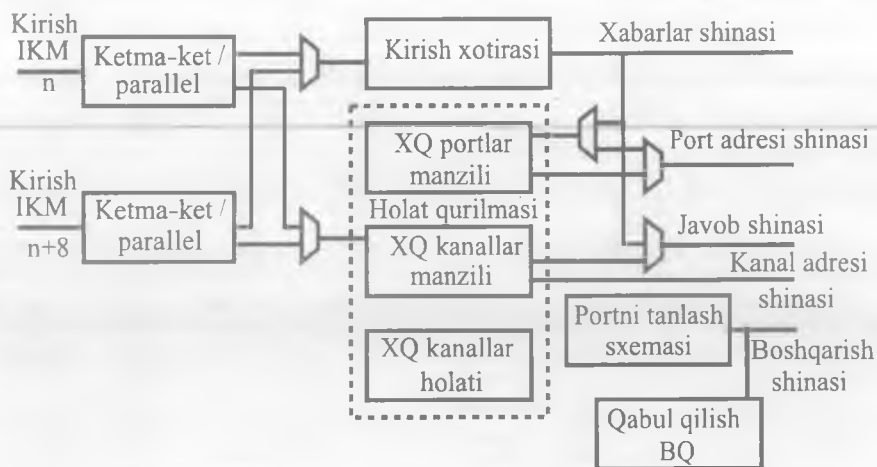 Kirish
IKM
n
Ketma-ket /
parallel
Kirish xotirasi
Xabarlar shinasi
XQ portlar
manzili
Port adresi shinasi
Kirish
IKM
n+8
Ketma-ket /
parallel
Holat qurilmasi
XQ kanallar
manzili
Javob shinasi
Kanal adresi
shinasi
XQ kanallar
holati
Portni tanlash
sxemasi
Boshqarish
shinasi
Qabul qilish
BQ